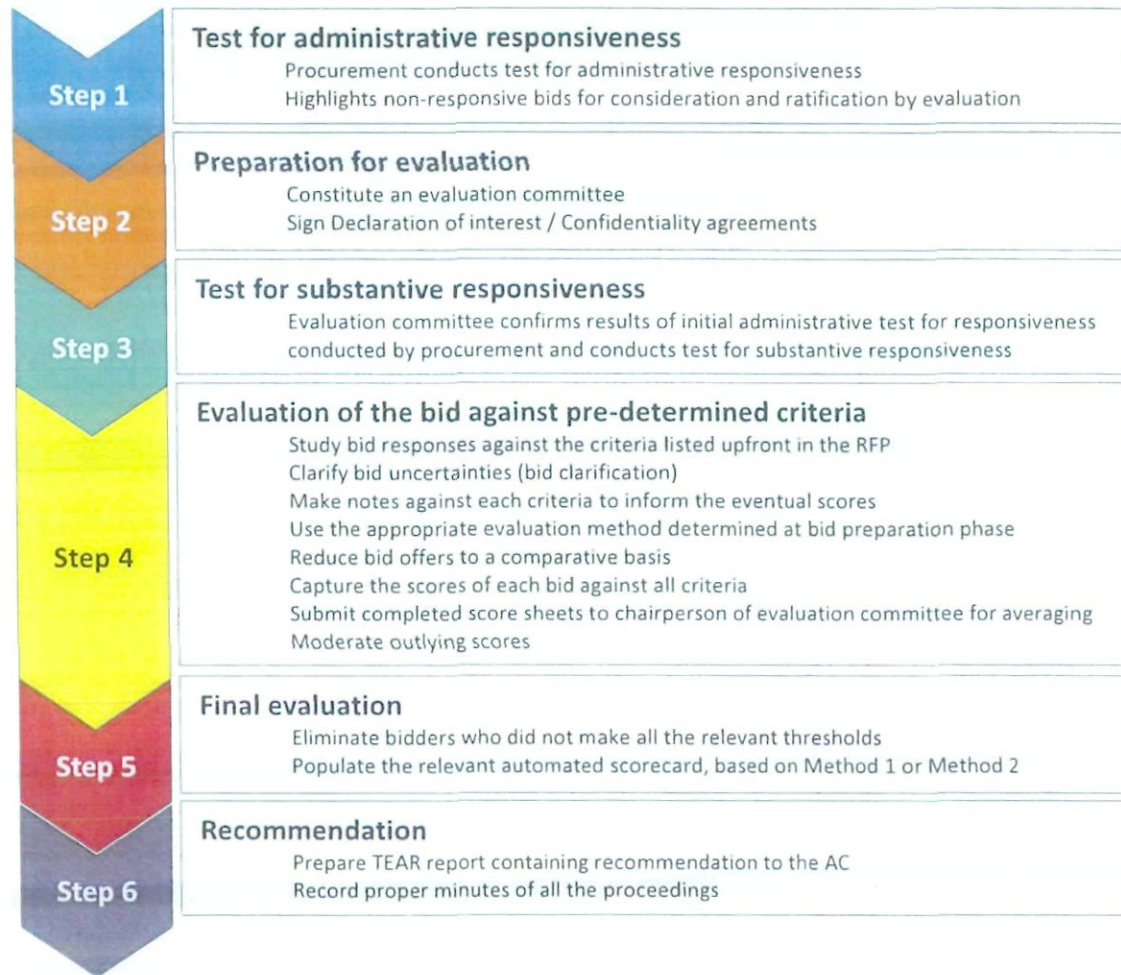 Step 1
Test for administrative responsiveness
Procurement conducts test for administrative responsiveness
Highlights non-responsive bids for consideration and ratification by evaluation
Step 2
Preparation for evaluation
Constitute an evaluation committee
Sign Declaration of interest / Confidentiality agreements
Step 3
Test for substantive responsiveness
Evaluation committee confirms results of initial administrative test for responsiveness
conducted by procurement and conducts test for substantive responsiveness
Step 4
Evaluation of the bid against pre-determined criteria
Study bid responses against the criteria listed upfront in the RFP
Clarify bid uncertainties (bid clarification)
Make notes against each criteria to inform the eventual scores
Use the appropriate evaluation method determined at bid preparation phase
Reduce bid offers to a comparative basis
Capture the scores of each bid against all criteria
Submit completed score sheets to chairperson of evaluation committee for averaging
Moderate outlying scores
Step 5
Final evaluation
Eliminate bidders who did not make all the relevant thresholds
Populate the relevant automated scorecard, based on Method 1 or Method 2
Step 6
Recommendation
Prepare TEAR report containing recommendation to the AC
Record proper minutes of all the proceedings